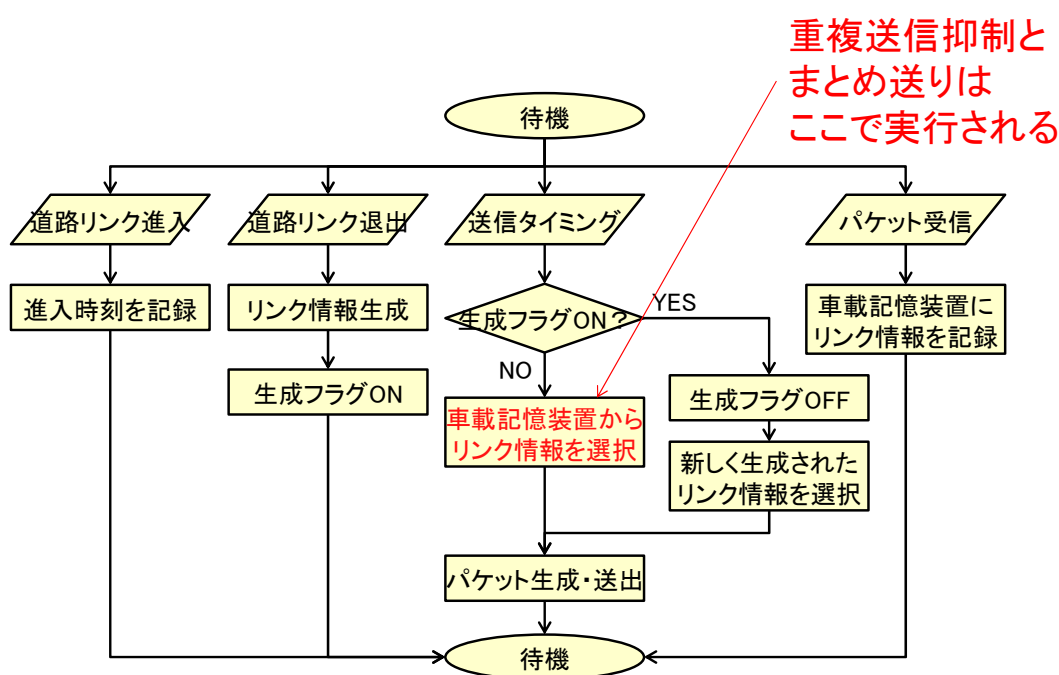 重複送信抑制と
まとめ送りは
ここで実行される
待機
道路リンク進入
道路リンク退出
送信タイミング
パケット受信
進入時刻を記録
リンク情報生成
生成フラグON？
YES
車載記憶装置に
リンク情報を記録
NO
生成フラグON
生成フラグOFF
車載記憶装置から
リンク情報を選択
新しく生成された
リンク情報を選択
パケット生成・送出
待機